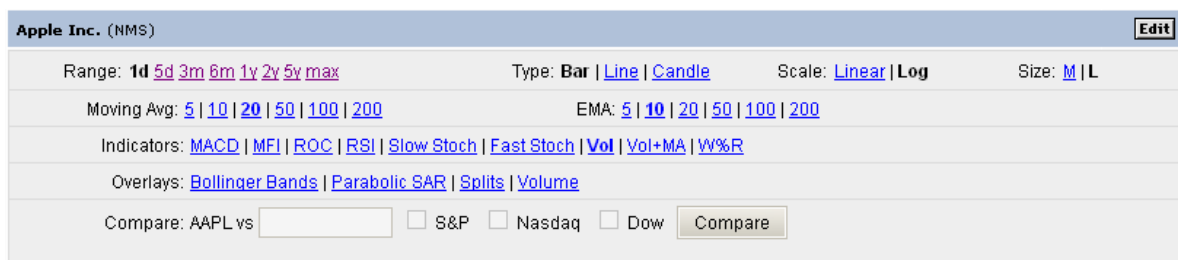 Apple Inc. (NMS) Edit
Range: 1d 5d 3m 6m 1y 2y 5y max Type: Bar | Line | Candle Scale: Linear | Log Size: M | L
Moving Avg: 5 | 10 | 20 | 50 | 100 | 200 EMA: 5 | 10 | 20 | 50 | 100 | 200
Indicators: MACD | MFI | ROC | RSI | Slow Stoch | Fast Stoch | Vol | Vol+MA | W%R
Overlays: Bollinger Bands | Parabolic SAR | Splits | Volume
Compare: AAPL vs S&P Nasdaq Dow Compare